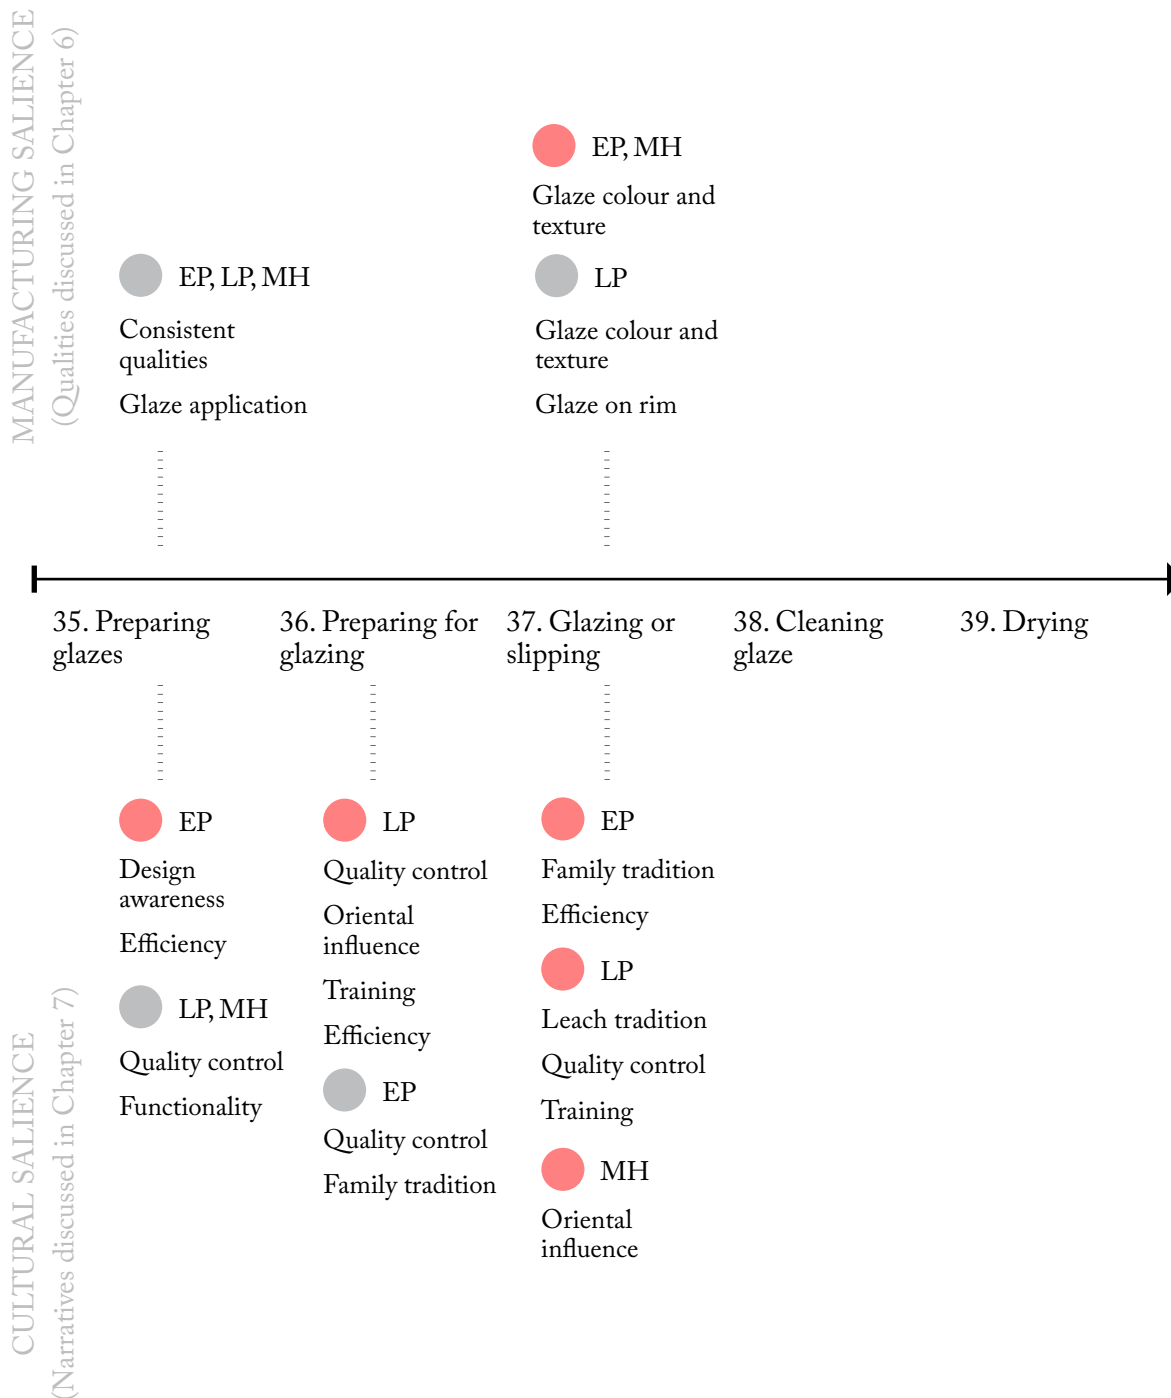 MANUFACTURING SALIENCE
(Qualities discussed in Chapter 6)
EP, LP, MH
Consistent
qualities
Glaze application
EP, MH
Glaze colour and
texture
LP
Glaze colour and
texture
Glaze on rim
35. Preparing
glazes
36. Preparing for
glazing
37. Glazing or
slipping
38. Cleaning
glaze
39. Drying
CULTURAL SALIENCE
(Narratives discussed in Chapter 7)
EP
Design
awareness
Efficiency
LP, MH
Quality control
Functionality
LP
Quality control
Oriental
influence
Training
Efficiency
EP
Quality control
Family tradition
EP
Family tradition
Efficiency
LP
Leach tradition
Quality control
Training
MH
Oriental
influence